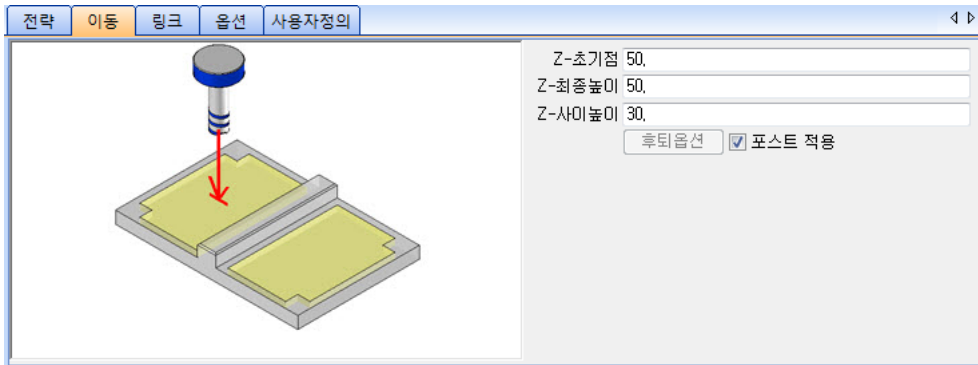 전략 이동 링크 옵션 사용자정의
Z-초기점 50,
Z-최종높이 50,
Z-사이높이 30,
후퇴옵션 포스트 적용